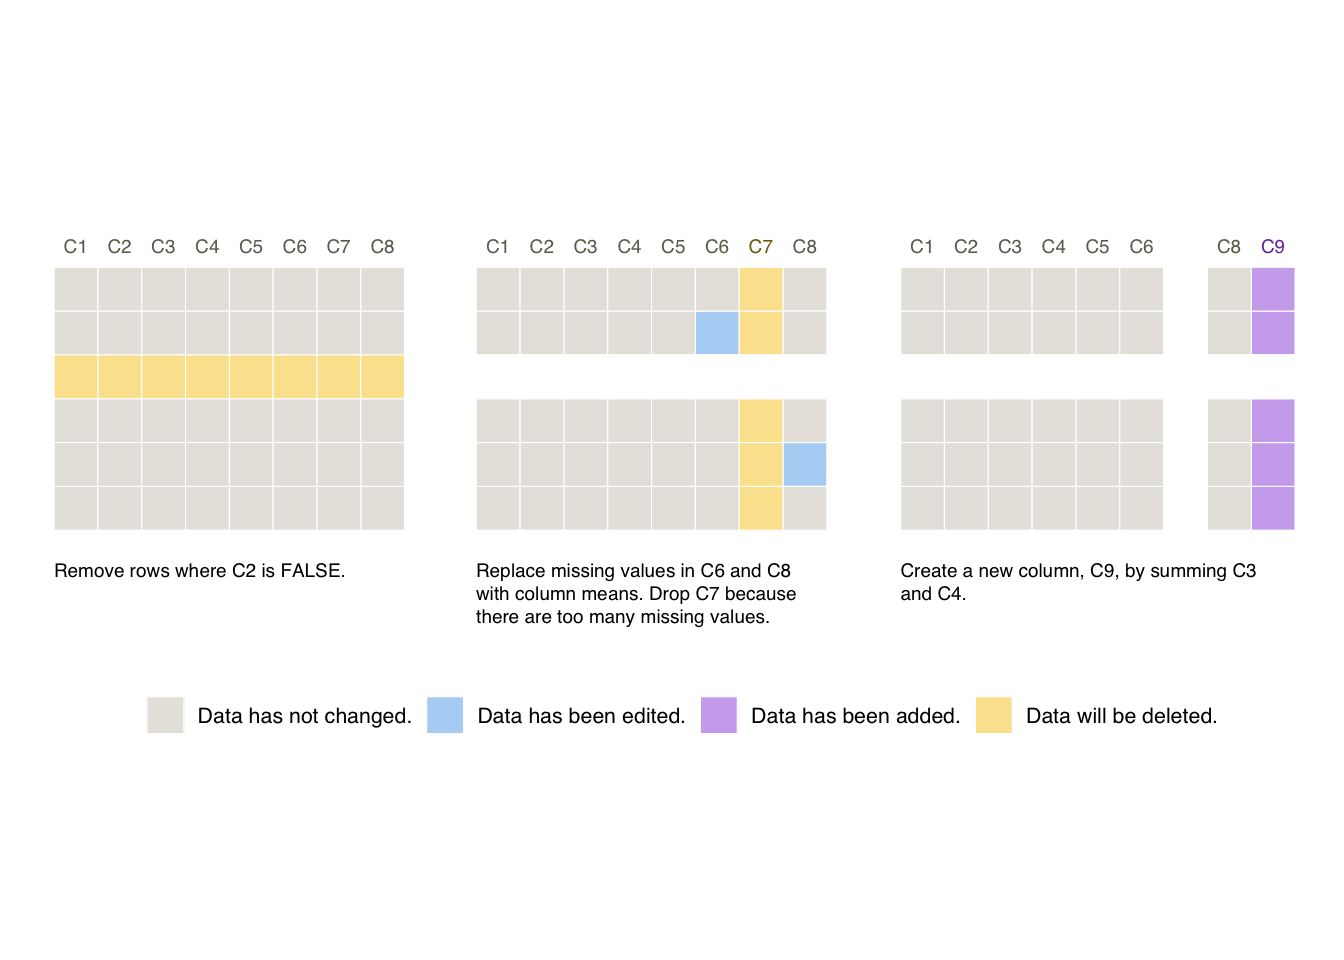 C1 C2 C3 C4 C5 C6 C7 C8
C1 C2 C3 C4 C5 C6 C7 C8
C1 C2 C3 C4 C5 C6 C8 C9
Remove rows where C2 is FALSE.
Replace missing values in C6 and C8
with column means. Drop C7 because
there are too many missing values.
Create a new column, C9, by summing C3
and C4.
Data has not changed.
Data has been edited.
Data has been added.
Data will be deleted.